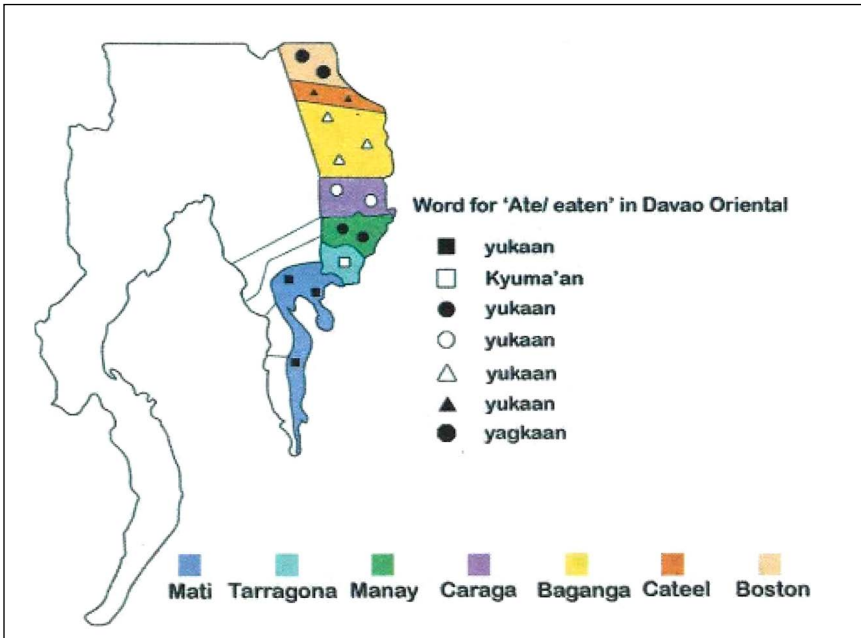 Word for 'Ate/ eaten' in Davao Oriental
yukaan
Kyuma'an
yukaan
yukaan
yukaan
yukaan
yagkaan
Mati Tarragona Manay Caraga Baganga Cateel Boston